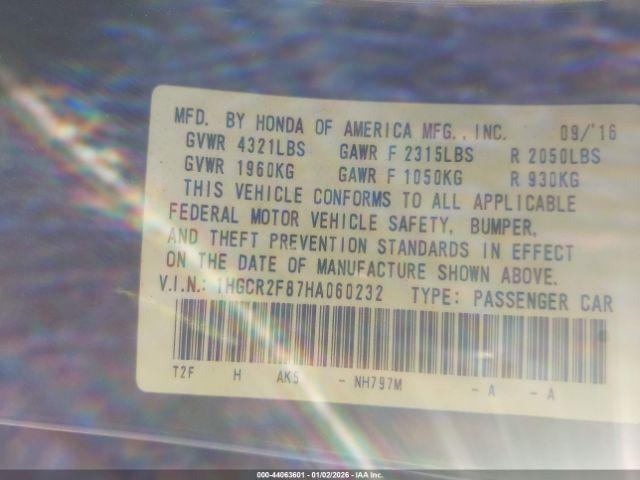 MFD. BY HONDA OF AMERICA MFG., INC. 09/'16
GVWR 4321LBS GAWR F 2315LBS R 2050LBS
GVWR 1960KG GAWR F 1050KG R 930KG
THIS VEHICLE CONFORMS TO ALL APPLICABLE
FEDERAL MOTOR VEHICLE SAFETY, BUMPER,
AND THEFT PREVENTION STANDARDS IN EFFECT
ON THE DATE OF MANUFACTURE SHOWN ABOVE.
V.I.N.: 1HGCR2F87HA060232 TYPE: PASSENGER CAR
T2F H AK5 - NH797M - A - A
000-44063601 - 01/02/2026 - IAA Inc.